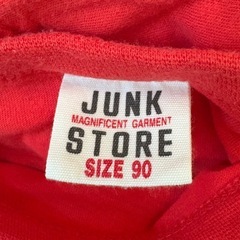 JUNK
MAGNIFICENT GARMENT
STORE
SIZE 90